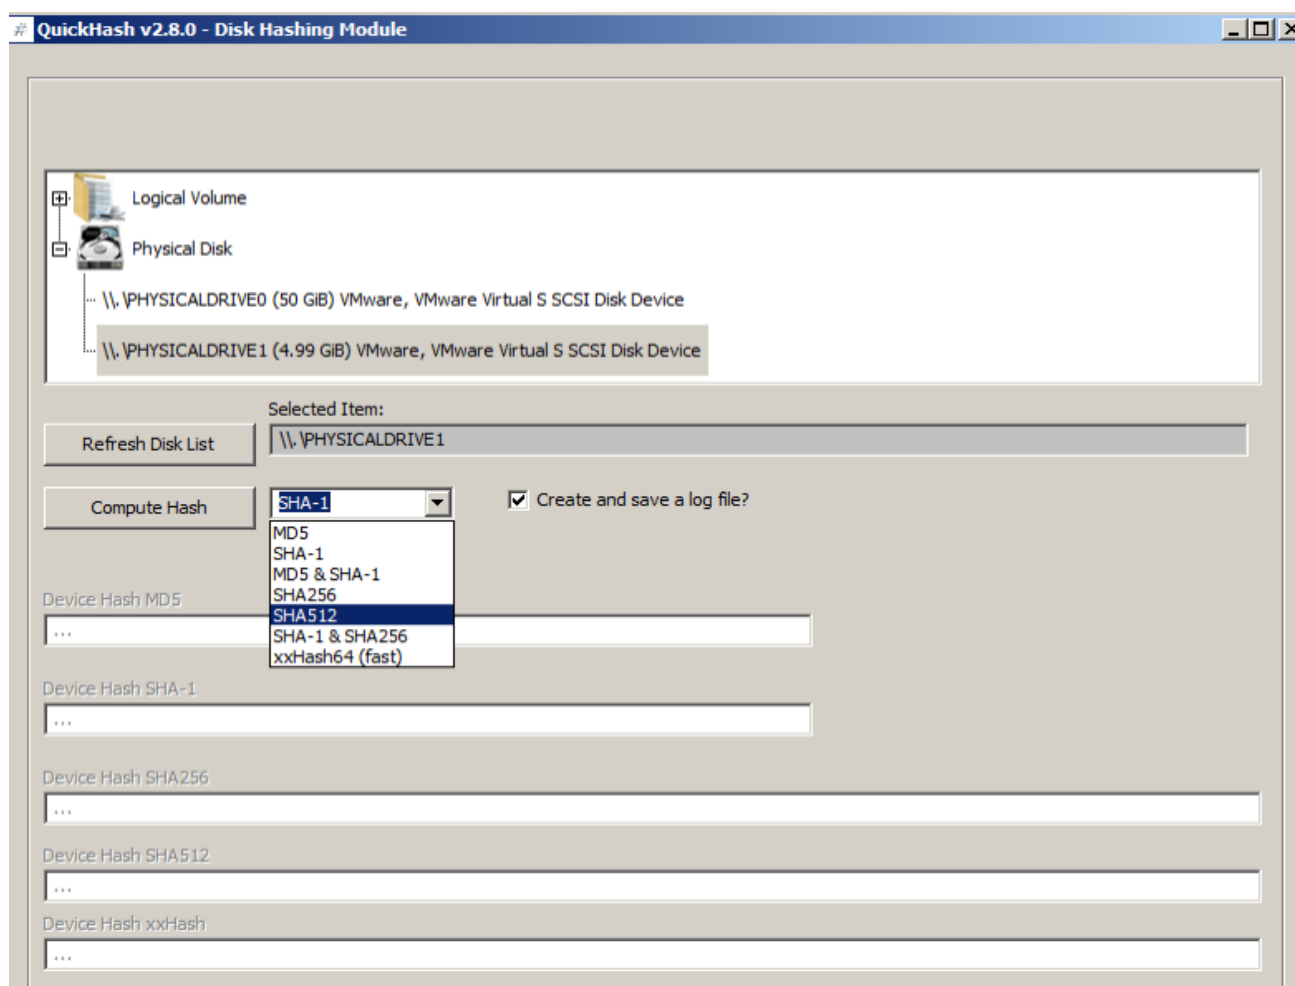 # QuickHash v2.8.0 - Disk Hashing Module
Logical Volume
Physical Disk
\\.\PHYSICALDRIVE0 (50 GiB) VMware, VMware Virtual S SCSI Disk Device
\\.\PHYSICALDRIVE1 (4.99 GiB) VMware, VMware Virtual S SCSI Disk Device
Selected Item:
Refresh Disk List
\\.\PHYSICALDRIVE1
Compute Hash
SHA-1
Create and save a log file?
MD5
SHA-1
MD5 & SHA-1
SHA256
SHA512
SHA-1 & SHA256
xxHash64 (fast)
Device Hash MD5
...
Device Hash SHA-1
...
Device Hash SHA256
...
Device Hash SHA512
...
Device Hash xxHash
...